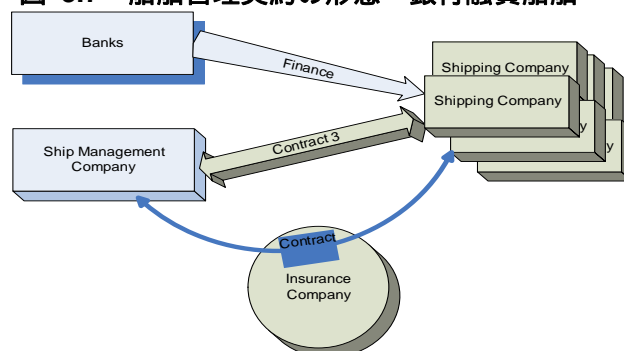 Banks
Finance
Shipping Company
Shipping Company
y
y
Contract 3
Ship Management
Company
Contract
Insurance
Company